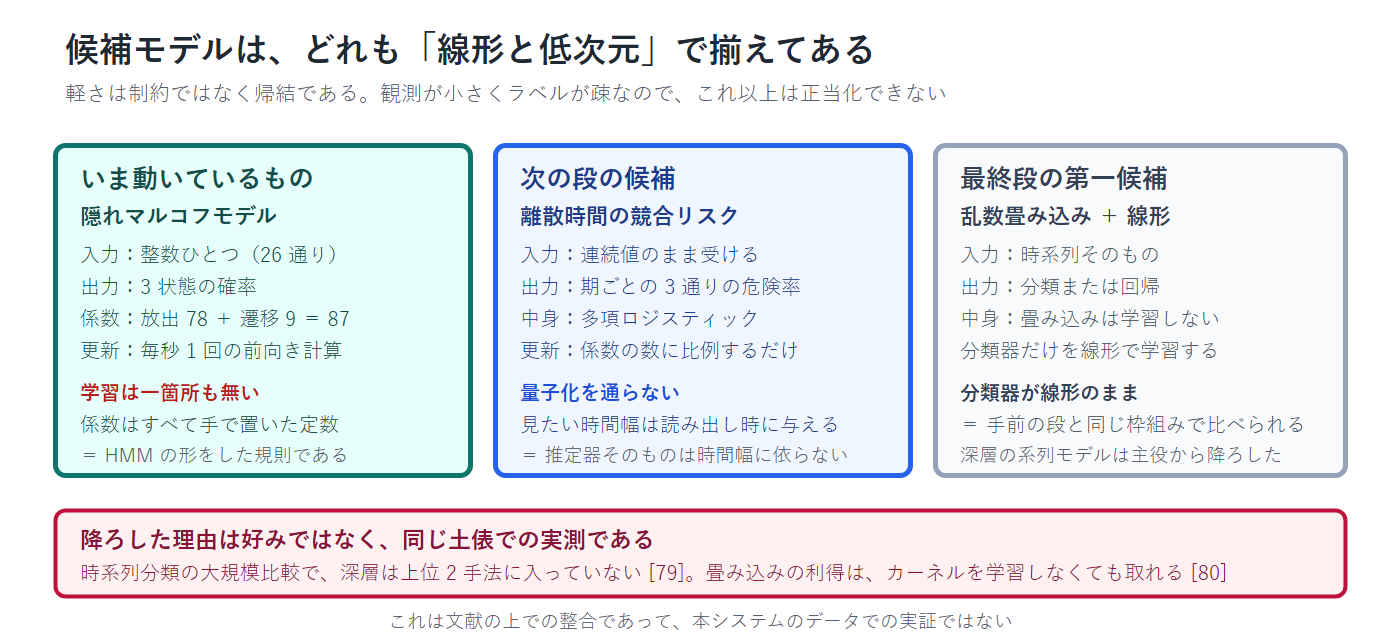 候補モデルは、どれも「線形と低次元」で揃えてある
軽さは制約ではなく帰結である。観測が小さくラベルが疎なので、これ以上は正当化できない
いま動いているもの
隠れマルコフモデル
入力：整数ひとつ（26 通り）
出力：3 状態の確率
係数：放出 78 ＋ 遷移 9 ＝ 87
更新：毎秒 1 回の前向き計算
学習は一箇所も無い
係数はすべて手で置いた定数
＝ HMM の形をした規則である
次の段の候補
離散時間の競合リスク
入力：連続値のまま受ける
出力：期ごとの 3 通りの危険率
中身：多項ロジスティック
更新：係数の数に比例するだけ
量子化を通らない
見たい時間幅は読み出し時に与える
＝ 推定器そのものは時間幅に依らない
最終段の第一候補
乱数畳み込み ＋ 線形
入力：時系列そのもの
出力：分類または回帰
中身：畳み込みは学習しない
分類器だけを線形で学習する
分類器が線形のまま
＝ 手前の段と同じ枠組みで比べられる
深層の系列モデルは主役から降ろした
降ろした理由は好みではなく、同じ土俵での実測である
時系列分類の大規模比較で、深層は上位 2 手法に入っていない [79]。畳み込みの利得は、カーネルを学習しなくても取れる [80]
これは文献の上での整合であって、本システムのデータでの実証ではない